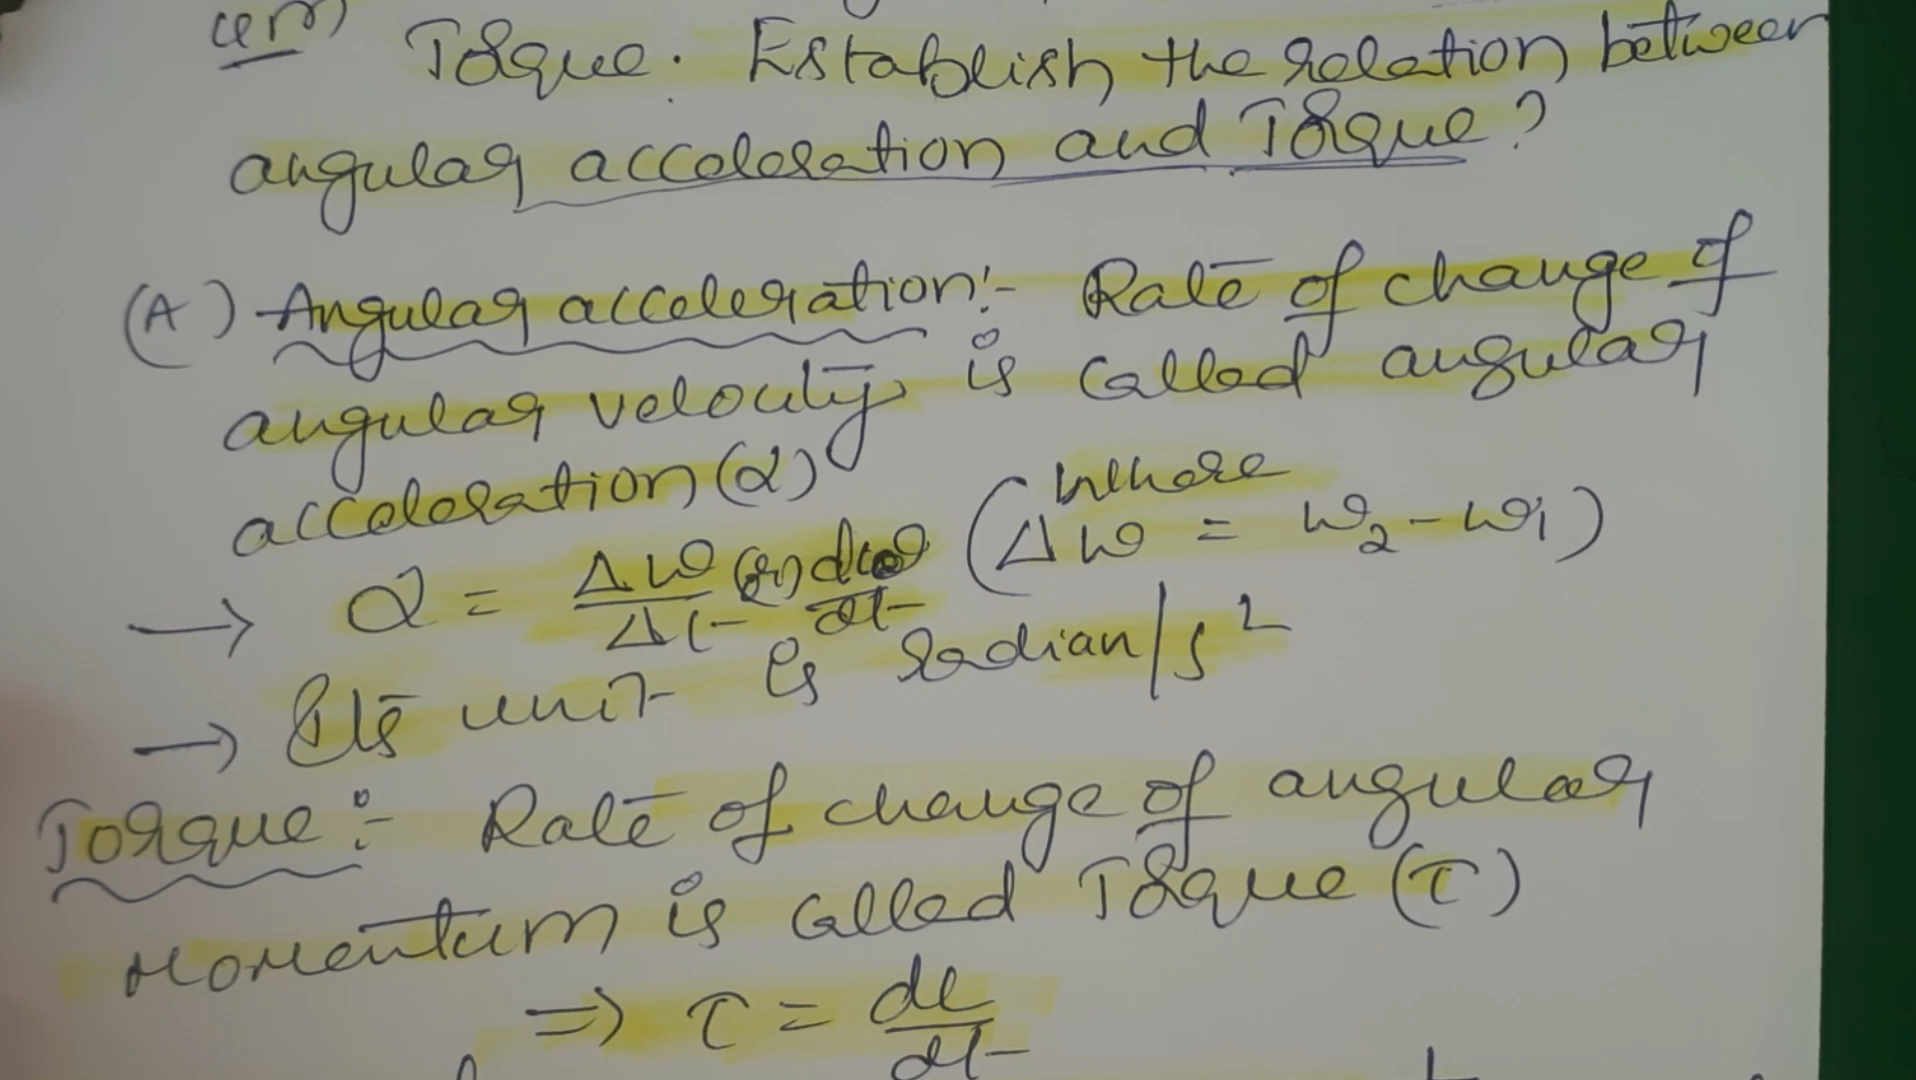 Torque. Establish the relation between
angular acceleration and Torque?
(A) Angular acceleration:- Rate of change of
angular velocity is called angular
acceleration (α)
→ α = Δω/Δt (or) dω/dt (Where Δω = ω₂ - ω₁)
→ Its unit is radian/s²
Torque:- Rate of change of angular
Momentum is called Torque (τ)
⇒ τ = dL/dt